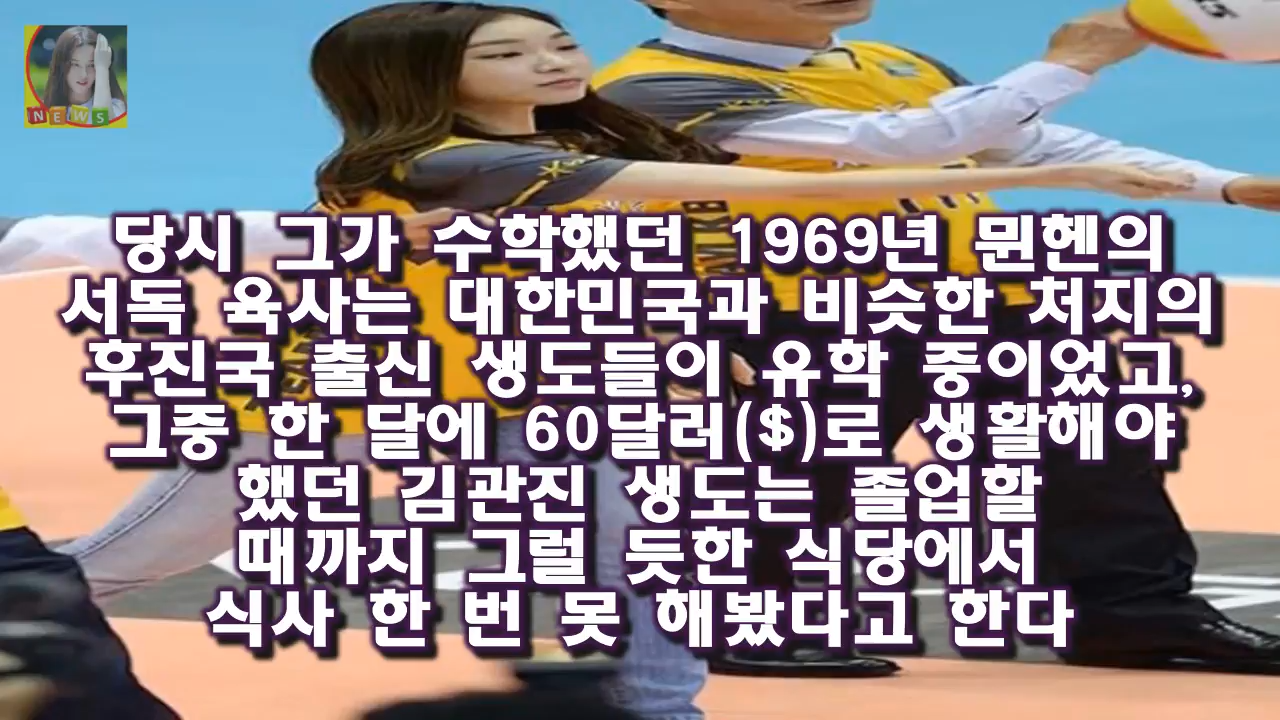 NEWS
당시 그가 수학했던 1969년 뮌헨의
서독 육사는 대한민국과 비슷한 처지의
후진국 출신 생도들이 유학 중이었고,
그중 한 달에 60달러($)로 생활해야
했던 김관진 생도는 졸업할
때까지 그럴 듯한 식당에서
식사 한 번 못 해봤다고 한다